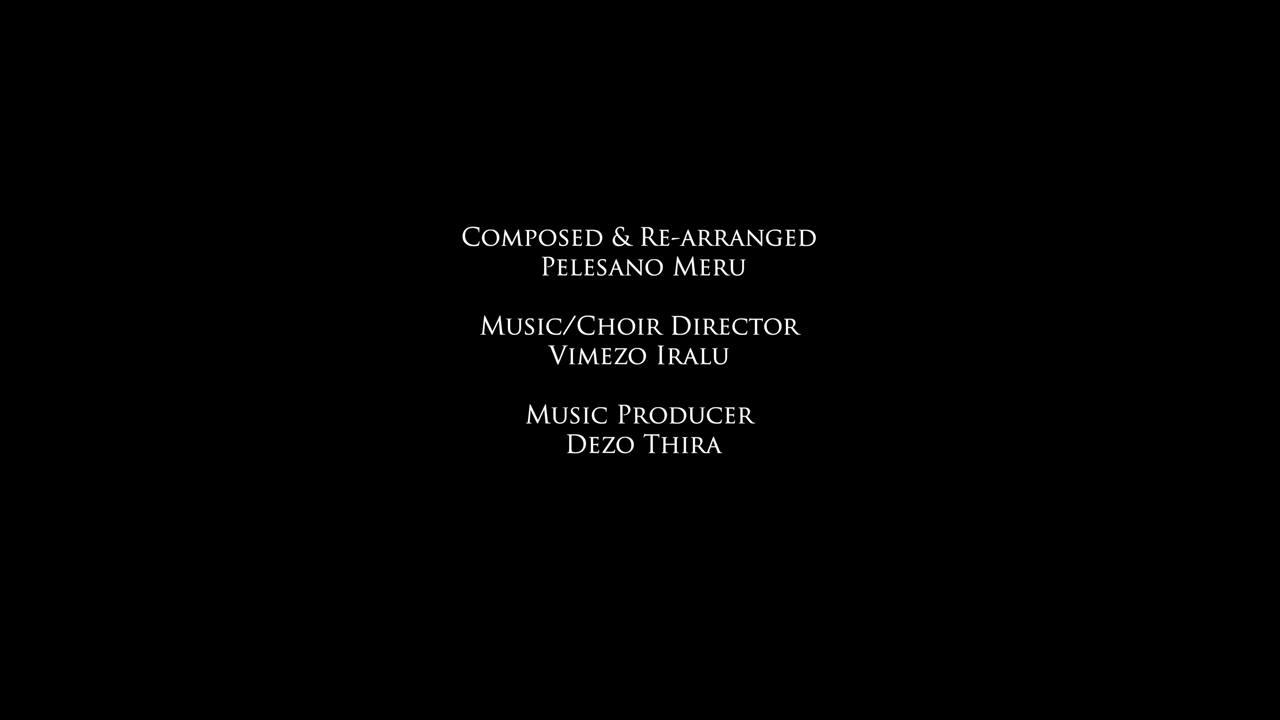 Composed & Re-arranged
Pelesano Meru
Music/Choir Director
Vimezo Iralu
Music Producer
Dezo Thira